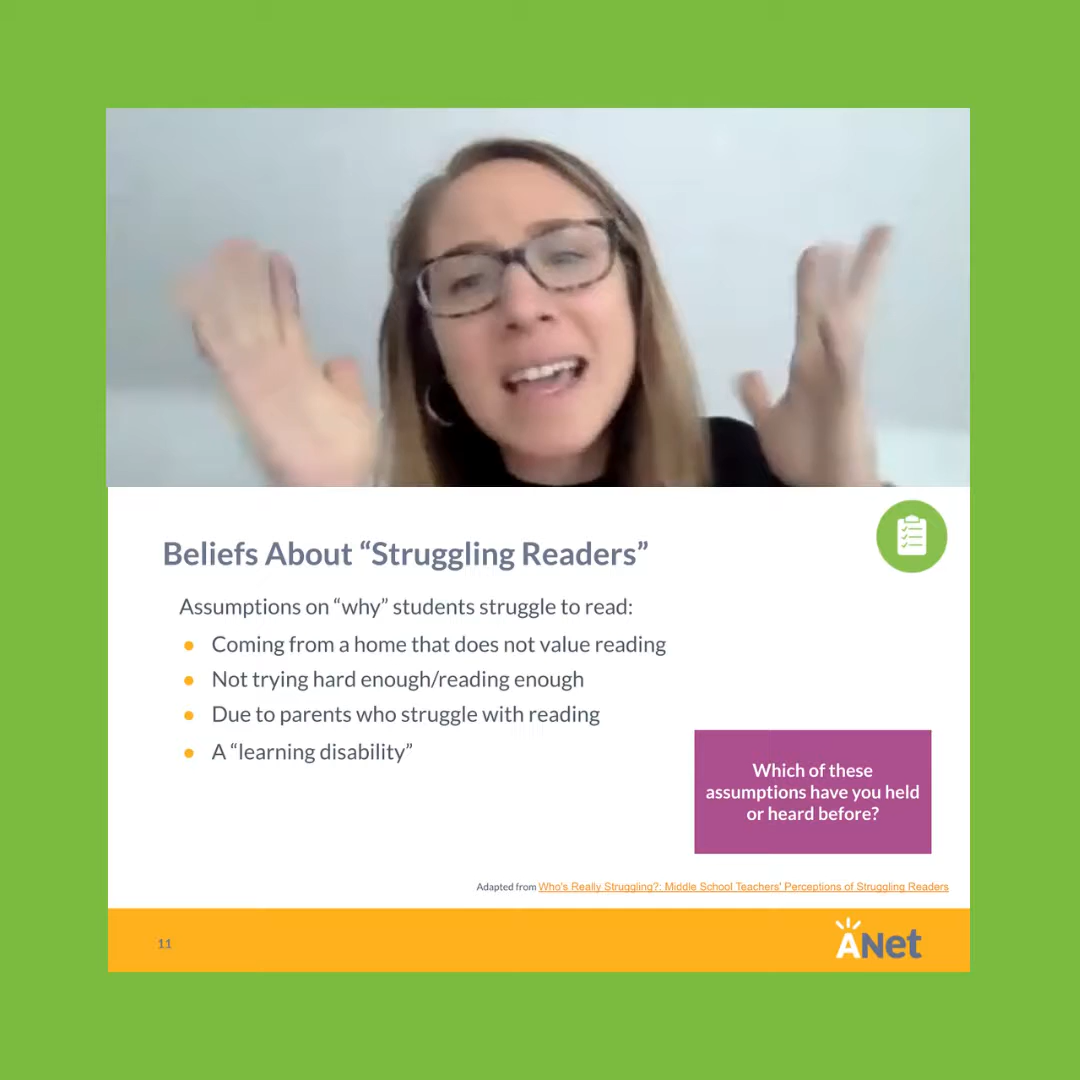 Beliefs About “Struggling Readers”
Assumptions on “why” students struggle to read:
● Coming from a home that does not value reading
● Not trying hard enough/reading enough
● Due to parents who struggle with reading
● A “learning disability”
Which of these
assumptions have you held
or heard before?
Adapted from Who's Really Struggling?: Middle School Teachers' Perceptions of Struggling Readers
11
ANet